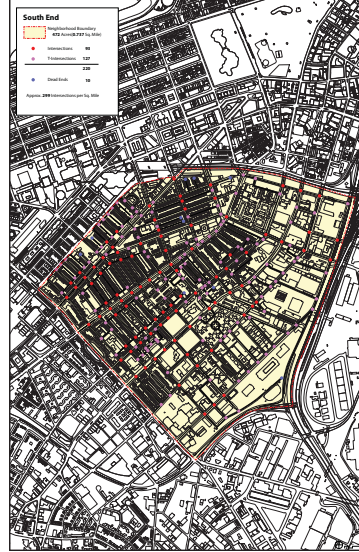 South End
Neighborhood Boundary
472 Acres(0.737 Sq. Mile)
Intersections 93
T-Intersections 127
220
Dead Ends 10
Approx. 299 Intersections per Sq. Mile